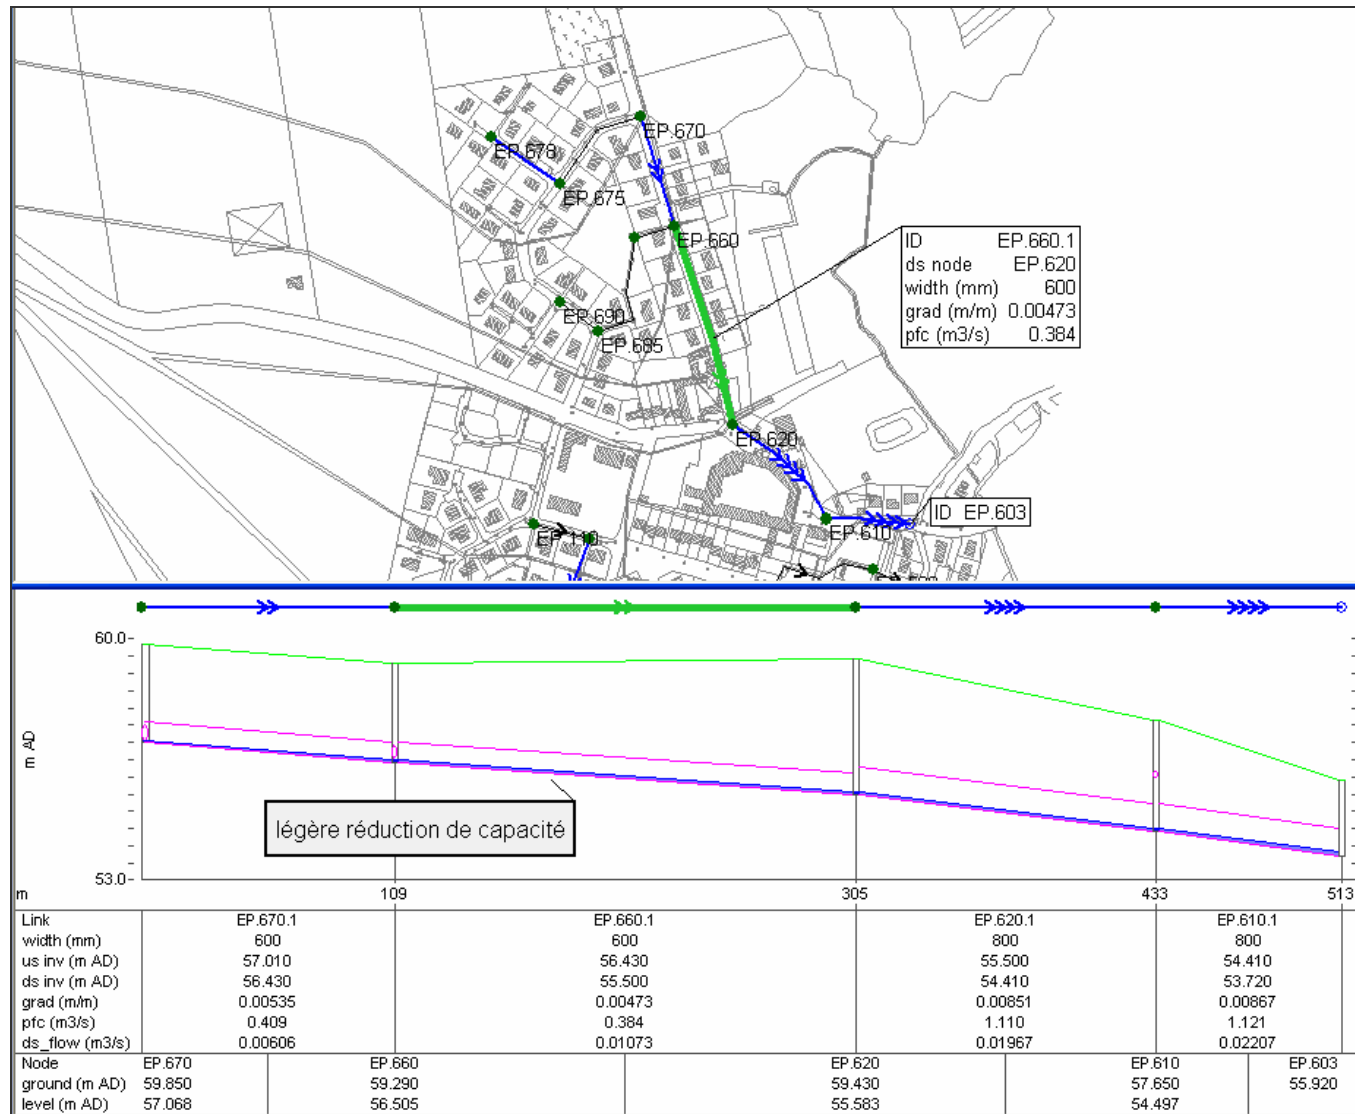 EP.670
EP.678
EP.675
EP.660
ID EP.660.1
ds node EP.620
width (mm) 600
grad (m/m) 0.00473
pfc (m3/s) 0.384
EP.690
EP.685
EP.620
ID EP.603
EP.610
EP.110
60.0
m AD
légère réduction de capacité
53.0
m 109 305 433 513
Link EP.670.1 EP.660.1 EP.620.1 EP.610.1
width (mm) 600 600 800 800
us inv (m AD) 57.010 56.430 55.500 54.410
ds inv (m AD) 56.430 55.500 54.410 53.720
grad (m/m) 0.00535 0.00473 0.00851 0.00867
pfc (m3/s) 0.409 0.384 1.110 1.121
ds_flow (m3/s) 0.00606 0.01073 0.01967 0.02207
Node EP.670 EP.660 EP.620 EP.610 EP.603
ground (m AD) 59.850 59.290 59.430 57.650 55.920
level (m AD) 57.068 56.505 55.583 54.497